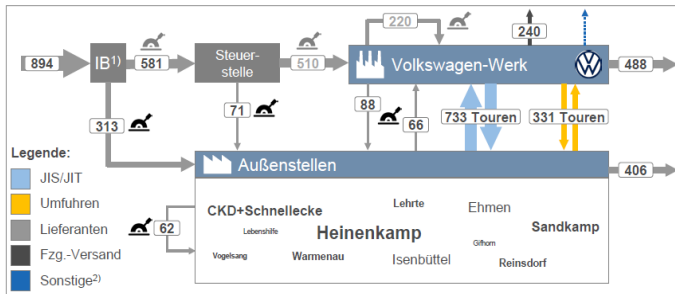 220
240
894
IB1)
581
Steuer-
stelle
510
Volkswagen-Werk
488
313
71
88
66
733 Touren
331 Touren
Legende:
JIS/JIT
Umfuhren
Lieferanten
Fzg.-Versand
Sonstige2)
Außenstellen
406
62
CKD+Schnellecke
Lehrte
Ehmen
Lebenshilfe
Heinenkamp
Sandkamp
Gifhorn
Vogelsang
Warmenau
Isenbüttel
Reinsdorf